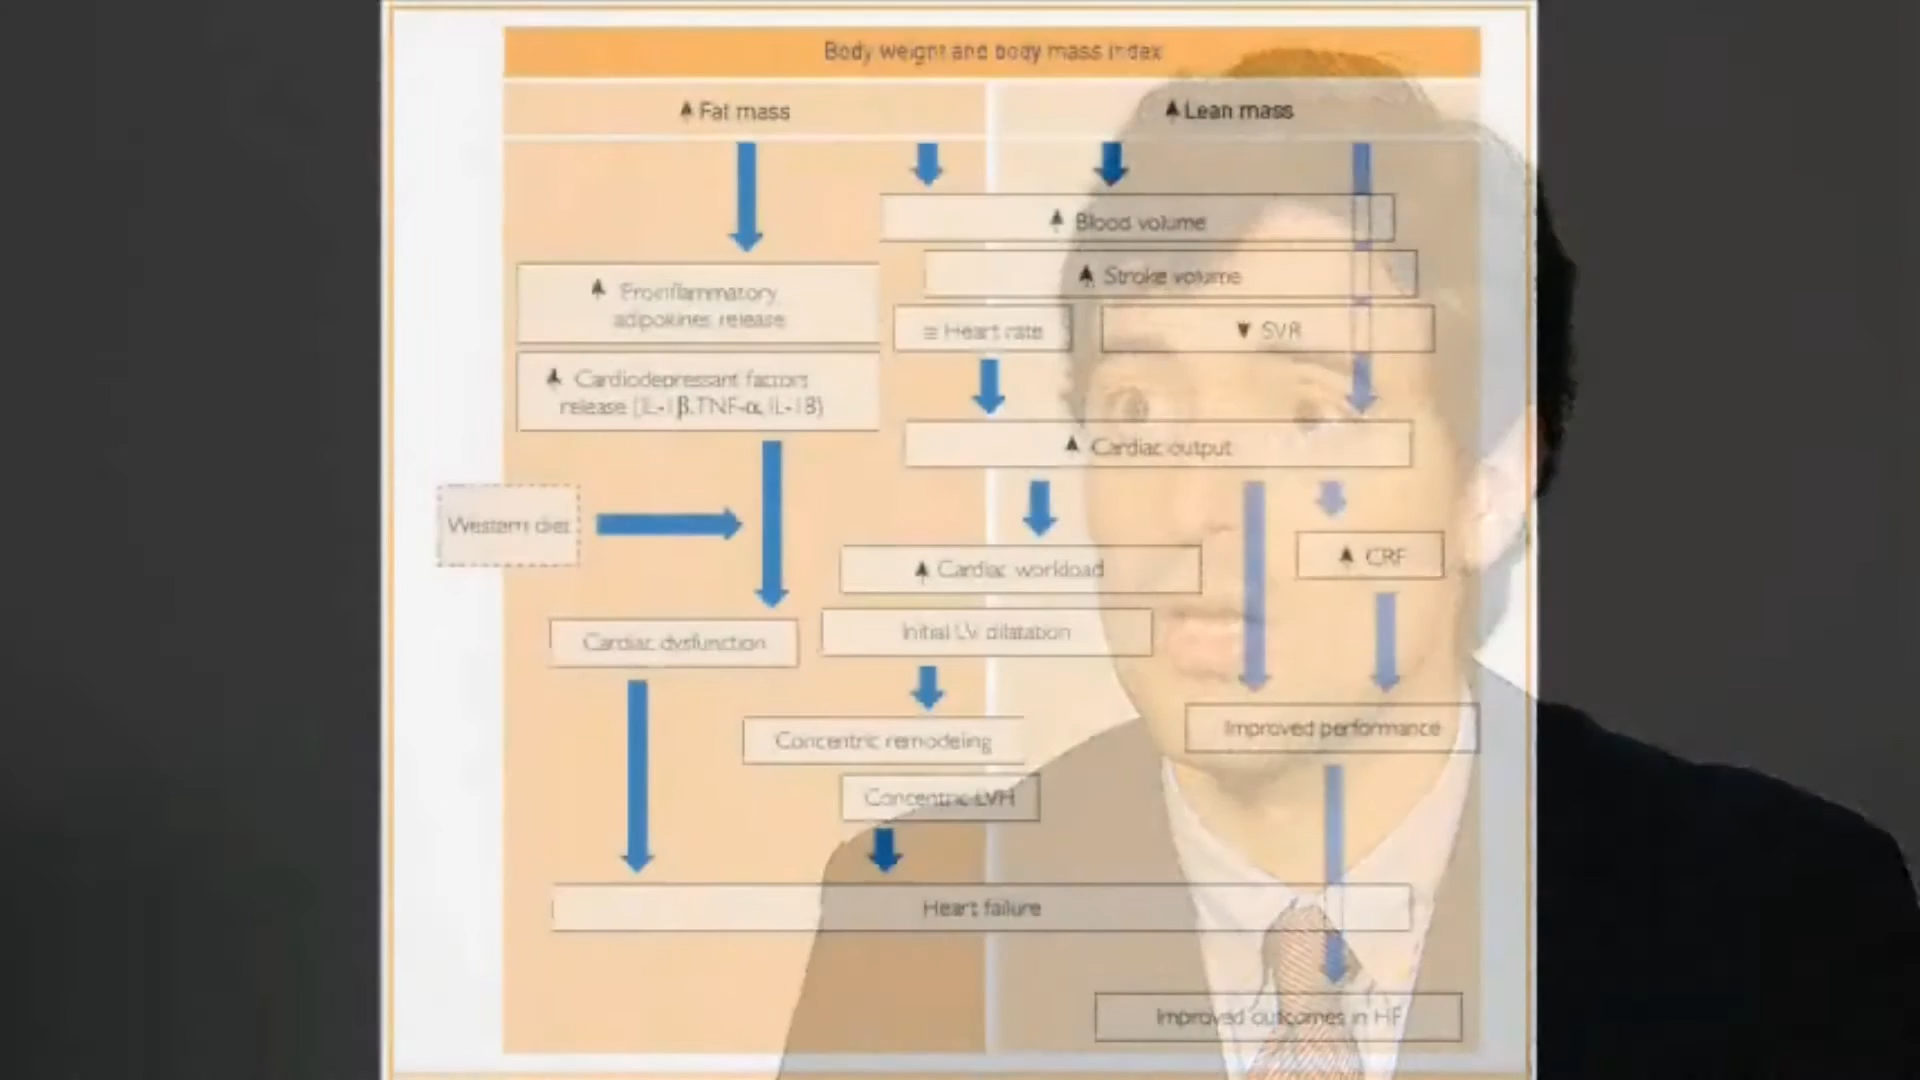 Body weight and body mass index
Fat mass
Lean mass
Blood volume
Stroke volume
Proinflammatory
adipokines release
≡ Heart rate
SVR
Cardiodepressant factors
release (IL-1β, TNF-α, IL-18)
Cardiac output
Western diet
CRF
Cardiac workload
Initial LV dilatation
Cardiac dysfunction
Improved performance
Concentric remodeling
Concentric LVH
Heart failure
Improved outcomes in HF